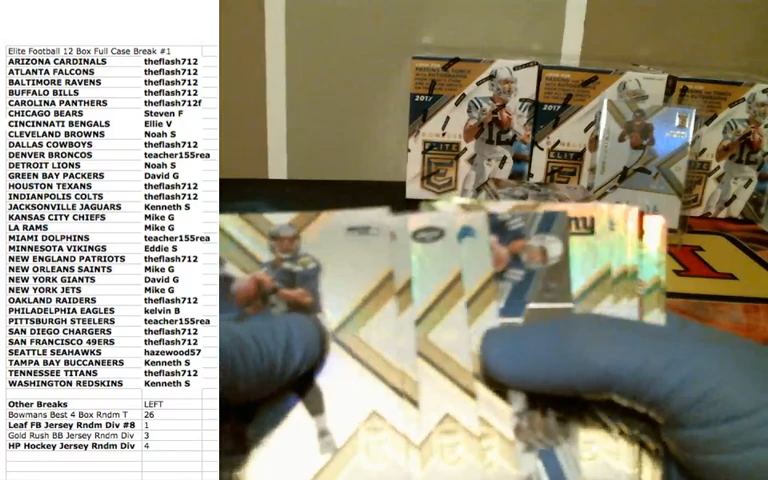 Elite Football 12 Box Full Case Break #1
ARIZONA CARDINALS theflash712
ATLANTA FALCONS theflash712
BALTIMORE RAVENS theflash712
BUFFALO BILLS theflash712
CAROLINA PANTHERS theflash712f
CHICAGO BEARS Steven F
CINCINNATI BENGALS Ellie V
CLEVELAND BROWNS Noah S
DALLAS COWBOYS theflash712
DENVER BRONCOS teacher155rea
DETROIT LIONS Noah S
GREEN BAY PACKERS David G
HOUSTON TEXANS theflash712
INDIANPOLIS COLTS theflash712
JACKSONVILLE JAGUARS Kenneth S
KANSAS CITY CHIEFS Mike G
LA RAMS Mike G
MIAMI DOLPHINS teacher155rea
MINNESOTA VIKINGS Eddie S
NEW ENGLAND PATRIOTS theflash712
NEW ORLEANS SAINTS Mike G
NEW YORK GIANTS David G
NEW YORK JETS Mike G
OAKLAND RAIDERS theflash712
PHILADELPHIA EAGLES kelvin B
PITTSBURGH STEELERS teacher155rea
SAN DIEGO CHARGERS theflash712
SAN FRANCISCO 49ERS theflash712
SEATTLE SEAHAWKS hazewood57
TAMPA BAY BUCCANEERS Kenneth S
TENNESSEE TITANS theflash712
WASHINGTON REDSKINS Kenneth S
Other Breaks LEFT
Bowmans Best 4 Box Rndm T 26
Leaf FB Jersey Rndm Div #8 1
Gold Rush BB Jersey Rndm Div 3
HP Hockey Jersey Rndm Div 4
2017
ELITE
12
2017
ELITE
12